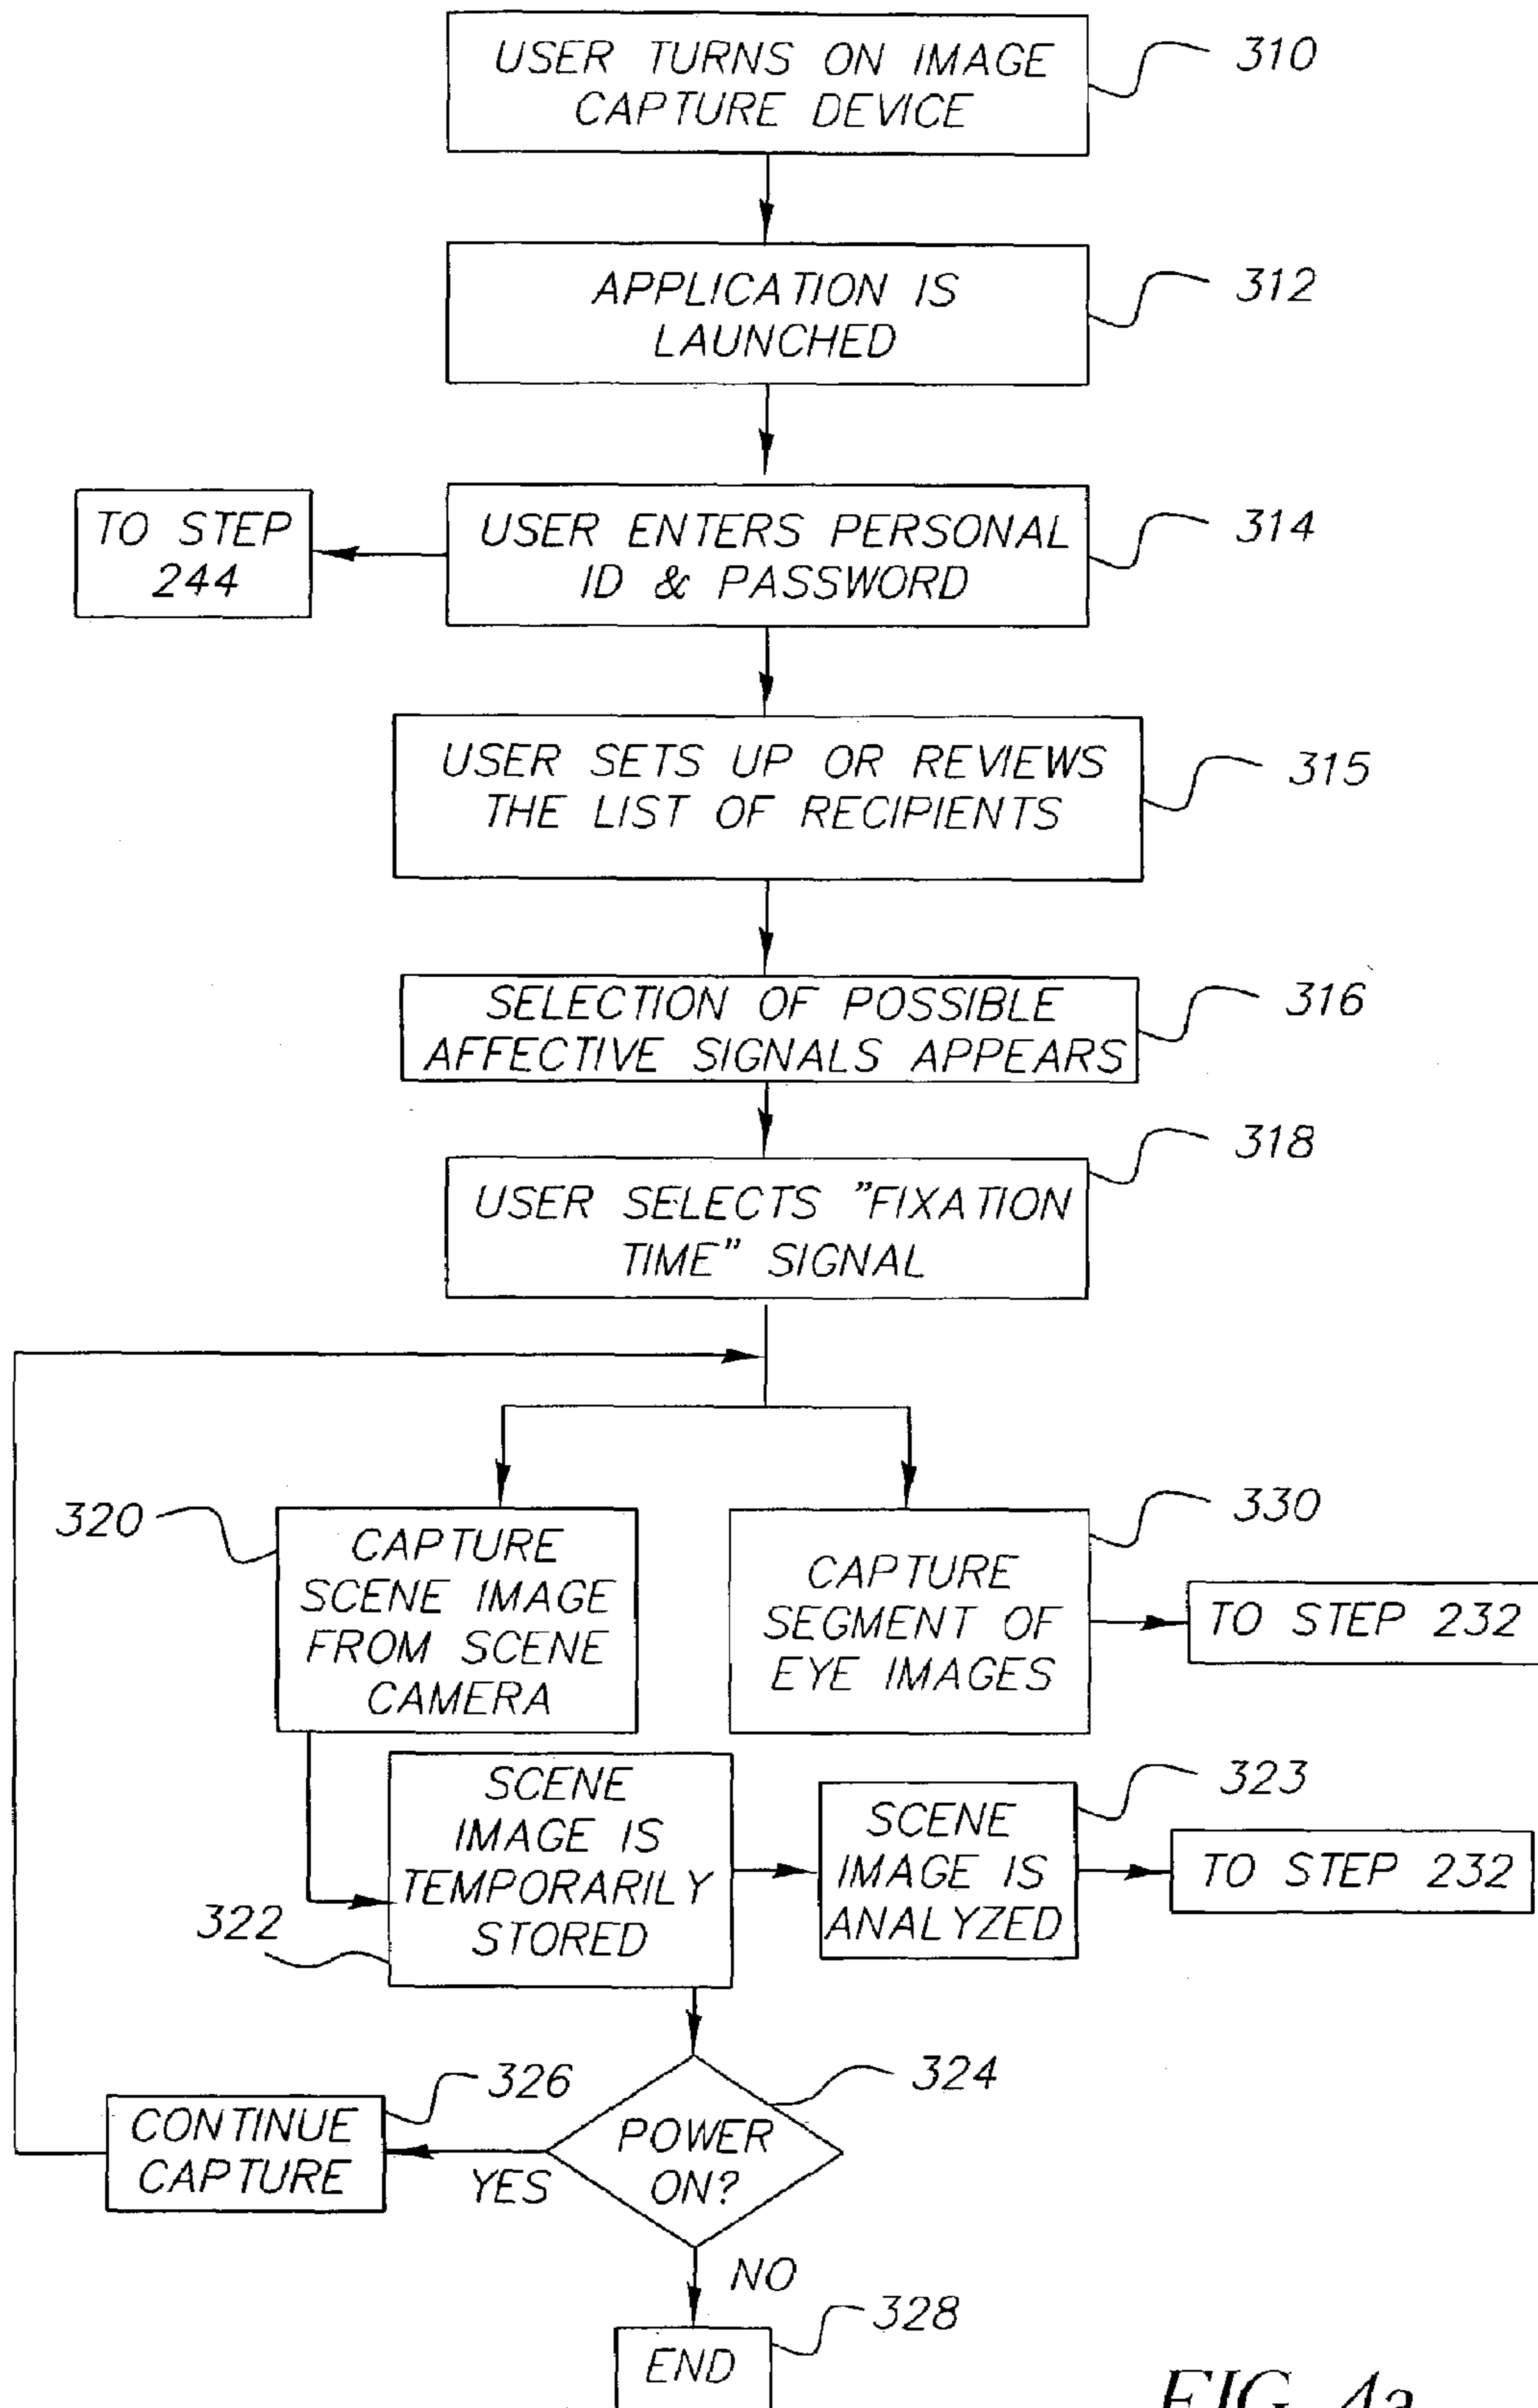 USER TURNS ON IMAGE
CAPTURE DEVICE
310
APPLICATION IS
LAUNCHED
312
TO STEP
244
USER ENTERS PERSONAL
ID & PASSWORD
314
USER SETS UP OR REVIEWS
THE LIST OF RECIPIENTS
315
SELECTION OF POSSIBLE
AFFECTIVE SIGNALS APPEARS
316
USER SELECTS "FIXATION
TIME" SIGNAL
318
320
CAPTURE
SCENE IMAGE
FROM SCENE
CAMERA
330
CAPTURE
SEGMENT OF
EYE IMAGES
TO STEP 232
322
SCENE
IMAGE IS
TEMPORARILY
STORED
323
SCENE
IMAGE IS
ANALYZED
TO STEP 232
326
CONTINUE
CAPTURE
YES
324
POWER
ON?
NO
328
END
FIG. 4a